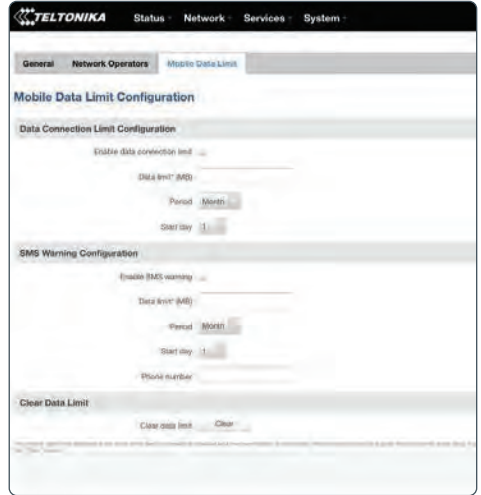 TELTONIKA Status Network Services System
General Network Operators Mobile Data Limit
Mobile Data Limit Configuration
Data Connection Limit Configuration
Enable data connection limit
Data limit* (MB)
Period Month
Start day 1
SMS Warning Configuration
Enable SMS warning
Data limit* (MB)
Period Month
Start day 1
Phone number
Clear Data Limit
Clear data limit Clear